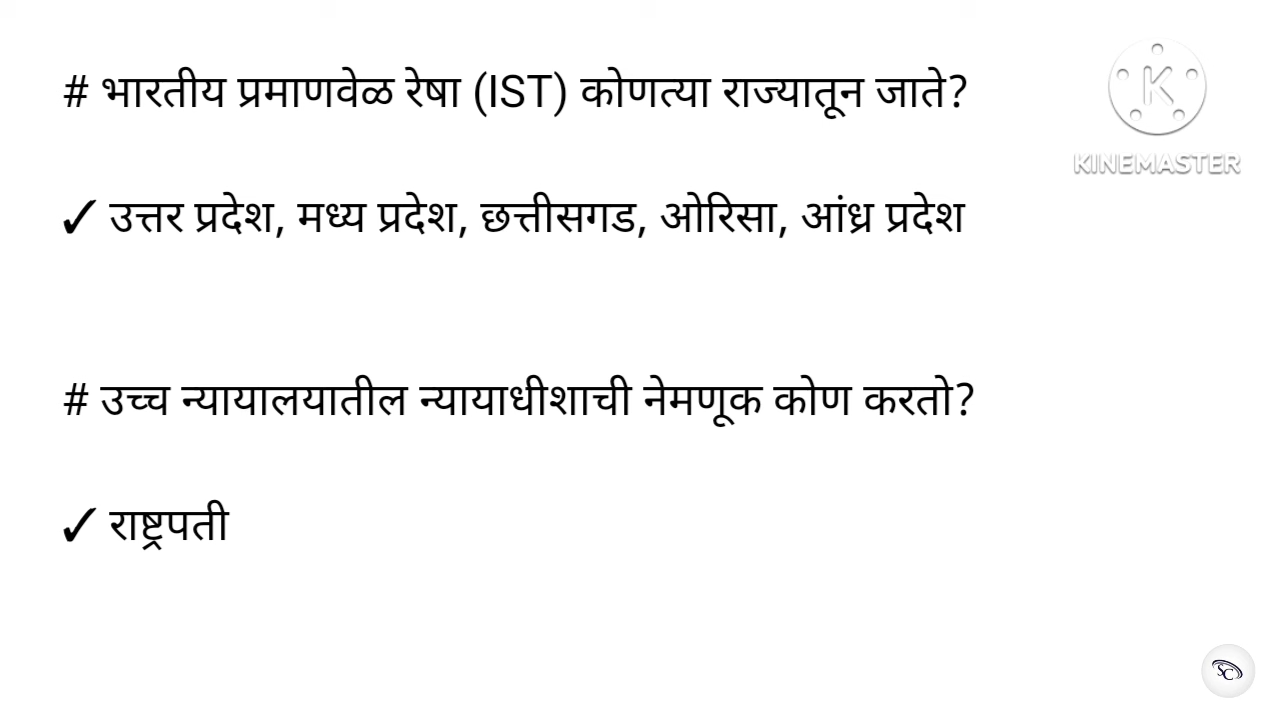 # भारतीय प्रमाणवेळ रेषा (IST) कोणत्या राज्यातून जाते?
KINEMASTER
✓ उत्तर प्रदेश, मध्य प्रदेश, छत्तीसगड, ओरिसा, आंध्र प्रदेश
# उच्च न्यायालयातील न्यायाधीशाची नेमणूक कोण करतो?
✓ राष्ट्रपती
SC